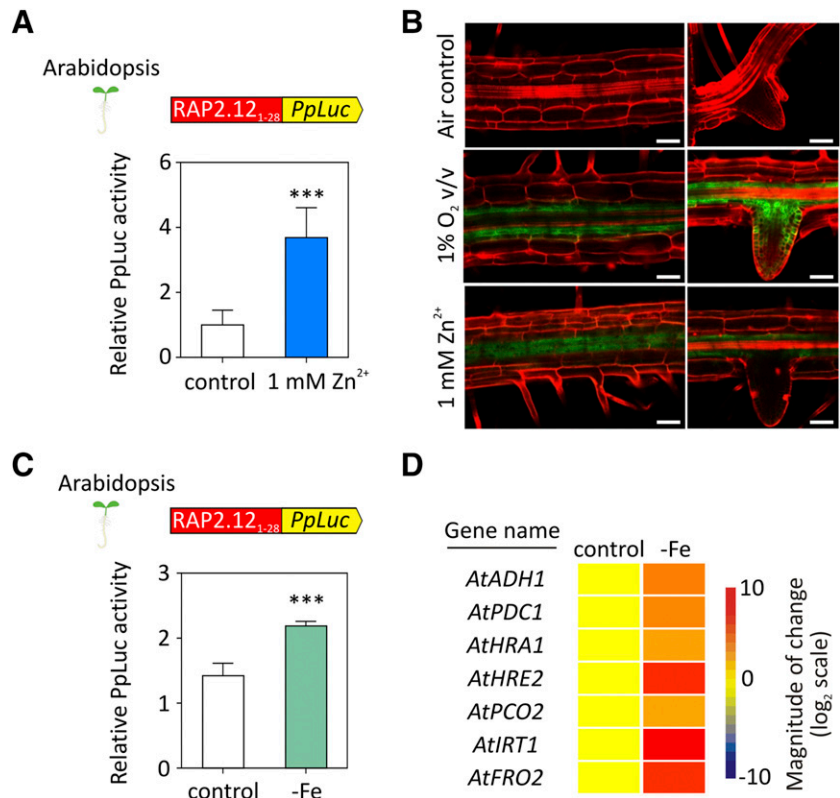 A
Arabidopsis
RAP2.12₁₋₂₈ PpLuc
Relative PpLuc activity
6
4
2
0
***
control 1 mM Zn²⁺
B
Air control
1% O₂ v/v
1 mM Zn²⁺
C
Arabidopsis
RAP2.12₁₋₂₈ PpLuc
Relative PpLuc activity
3
2
1
0
***
control -Fe
D
Gene name control -Fe
AtADH1
AtPDC1
AtHRA1
AtHRE2
AtPCO2
AtIRT1
AtFRO2
10
0
-10
Magnitude of change
(log₂ scale)